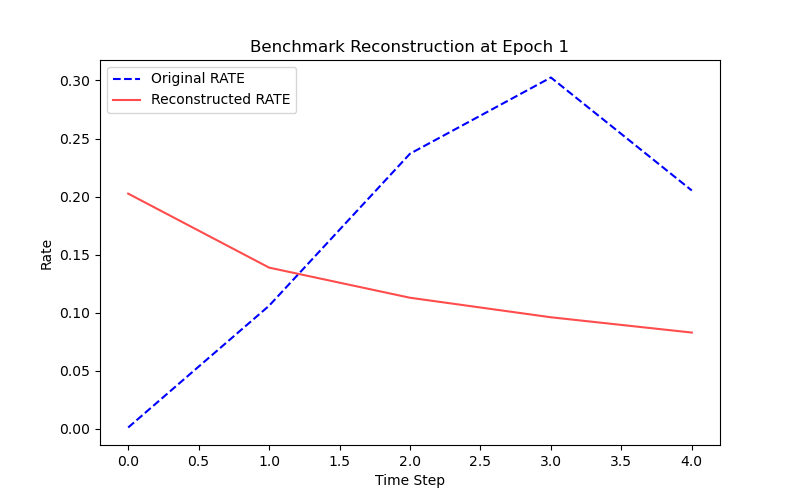 Benchmark Reconstruction at Epoch 1
Original RATE
Reconstructed RATE
0.30
0.25
0.20
0.15
0.10
0.05
0.00
Rate
0.0 0.5 1.0 1.5 2.0 2.5 3.0 3.5 4.0
Time Step